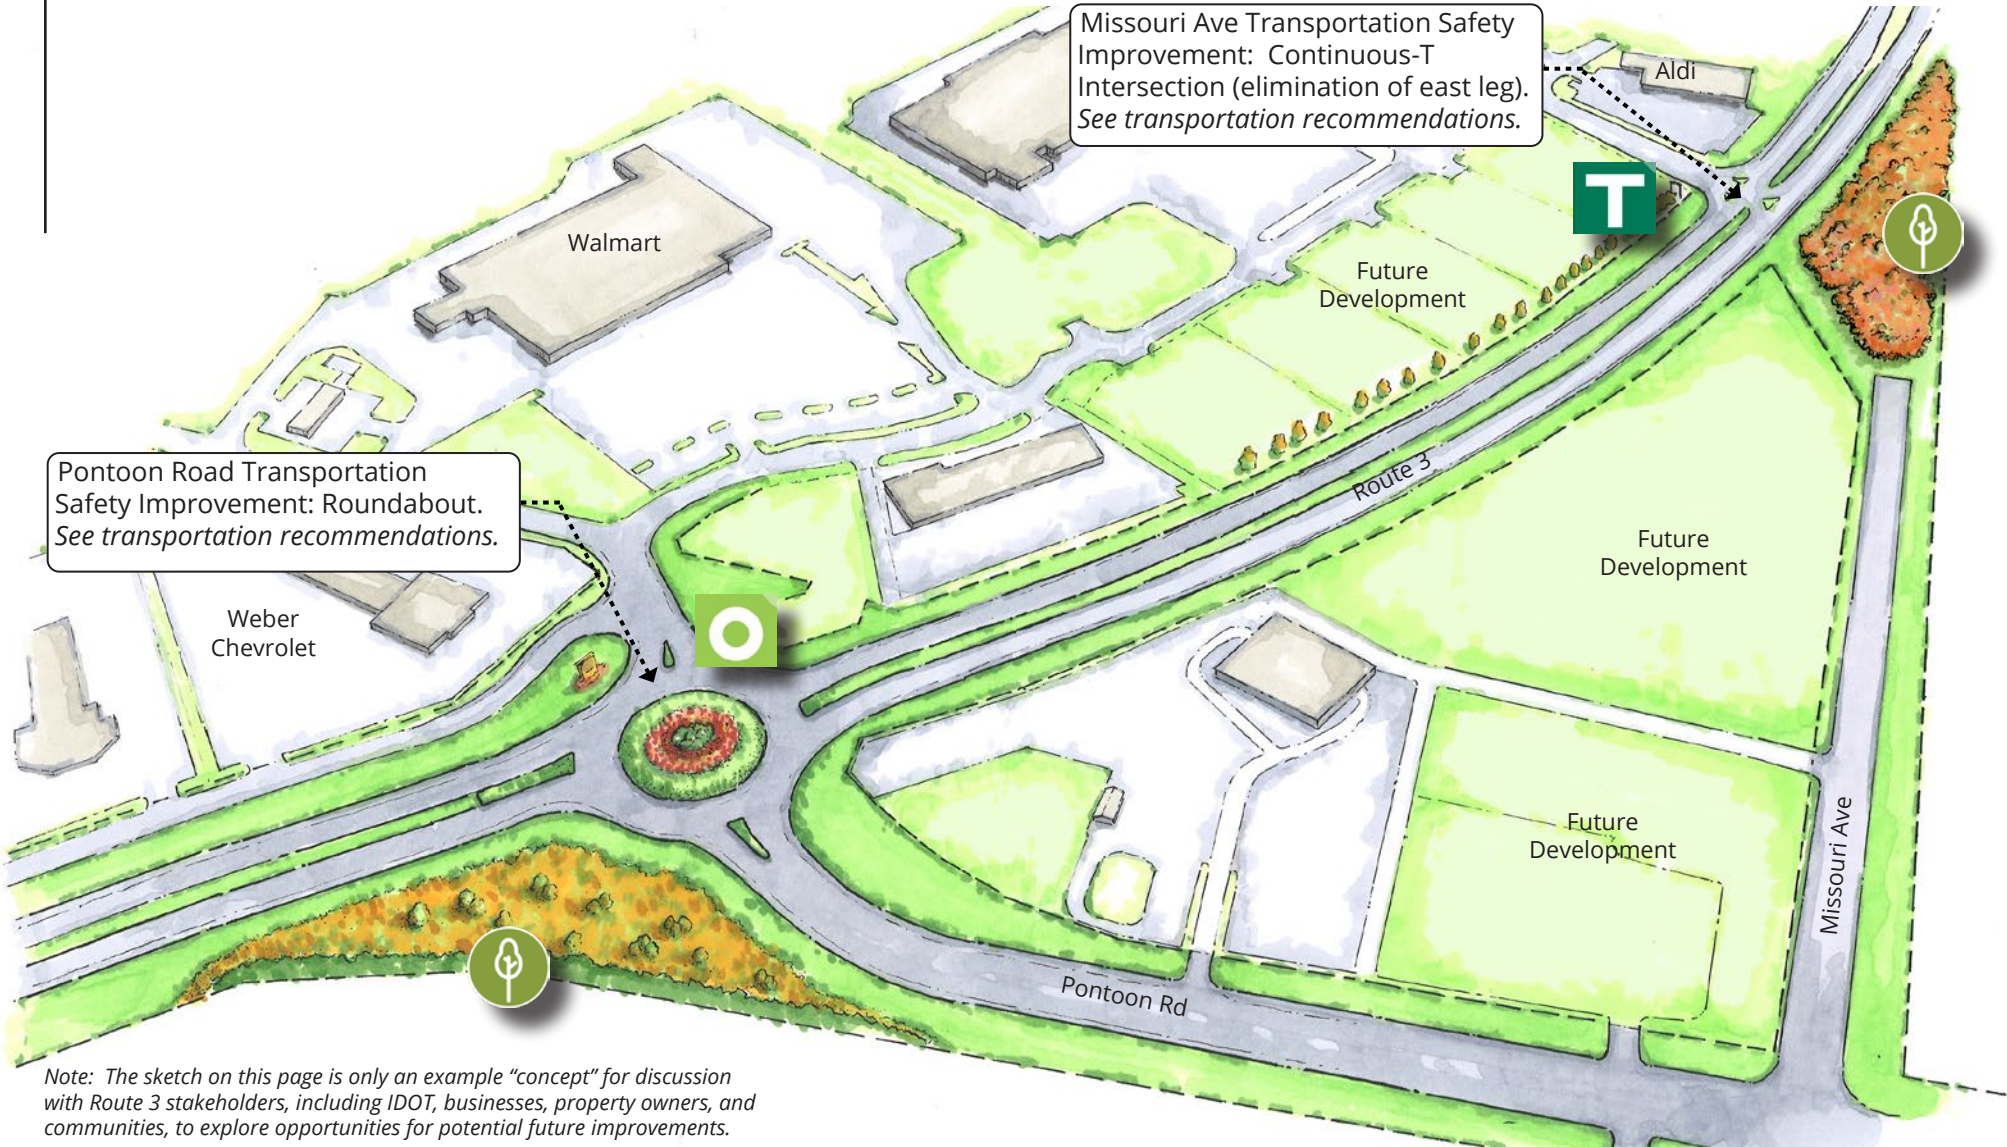 Missouri Ave Transportation Safety
Improvement:  Continuous-T
Intersection (elimination of east leg).
See transportation recommendations.
Aldi
T
Walmart
Future
Development
Route 3
Pontoon Road Transportation
Safety Improvement: Roundabout.
See transportation recommendations.
Future
Development
Weber
Chevrolet
Future
Development
Missouri Ave
Pontoon Rd
Note:  The sketch on this page is only an example “concept” for discussion
with Route 3 stakeholders, including IDOT, businesses, property owners, and
communities, to explore opportunities for potential future improvements.